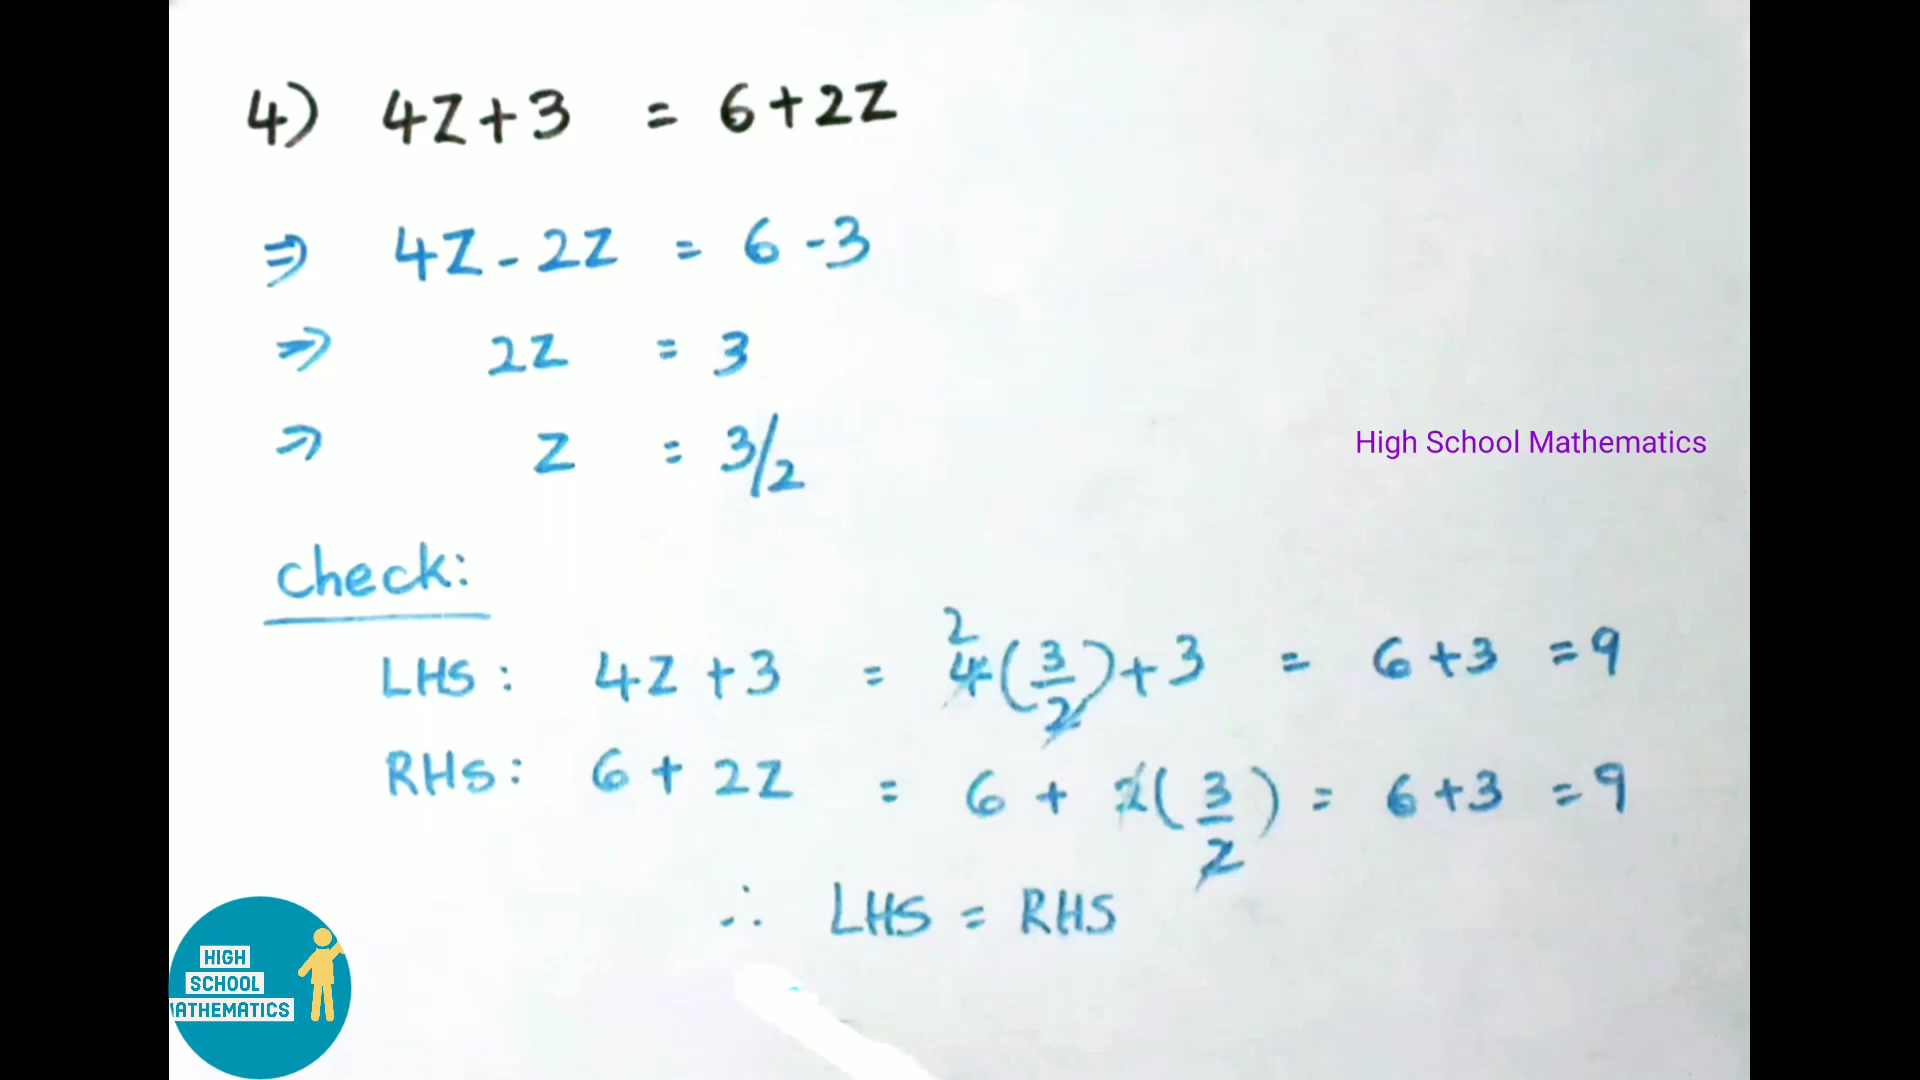 4) 4Z+3 = 6+2Z
⇒ 4Z-2Z = 6-3
⇒ 2Z = 3
⇒ Z = 3/2
High School Mathematics
Check:
LHS: 4Z+3 = 4(3/2)+3 = 6+3 =9
2
RHS: 6+2Z = 6+2(3/2) = 6+3 =9
∴ LHS = RHS
HIGH
SCHOOL
MATHEMATICS